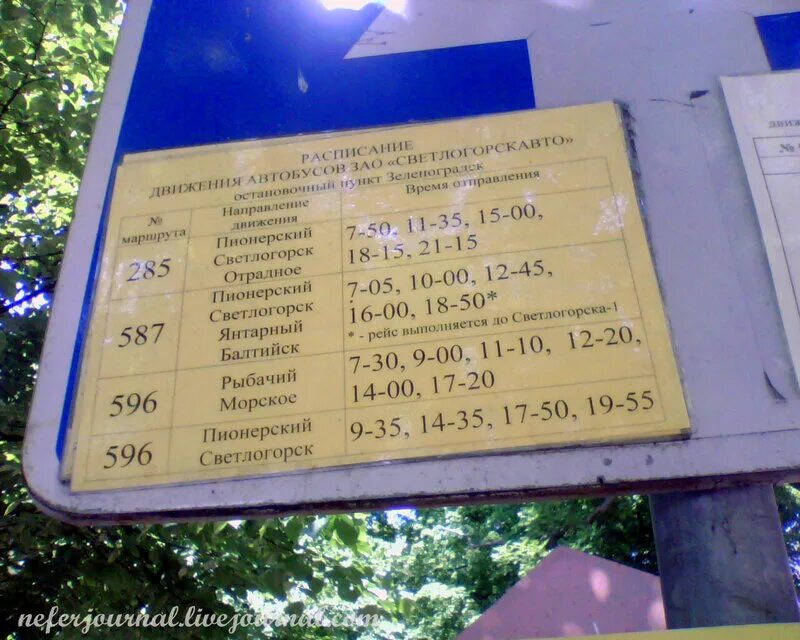 РАСПИСАНИЕ
ДВИЖЕНИЯ АВТОБУСОВ ЗАО «СВЕТЛОГОРСКАВТО»
остановочный пункт Зеленоградск
№ маршрута
Направление движения
Время отправления
285
Пионерский
Светлогорск
Отрадное
7-50, 11-35, 15-00,
18-15, 21-15
587
Пионерский
Светлогорск
Янтарный
Балтийск
7-05, 10-00, 12-45,
16-00, 18-50*
* - рейс выполняется до Светлогорска-1
596
Рыбачий
Морское
7-30, 9-00, 11-10, 12-20,
14-00, 17-20
596
Пионерский
Светлогорск
9-35, 14-35, 17-50, 19-55
№
neferjournal.livejournal.com